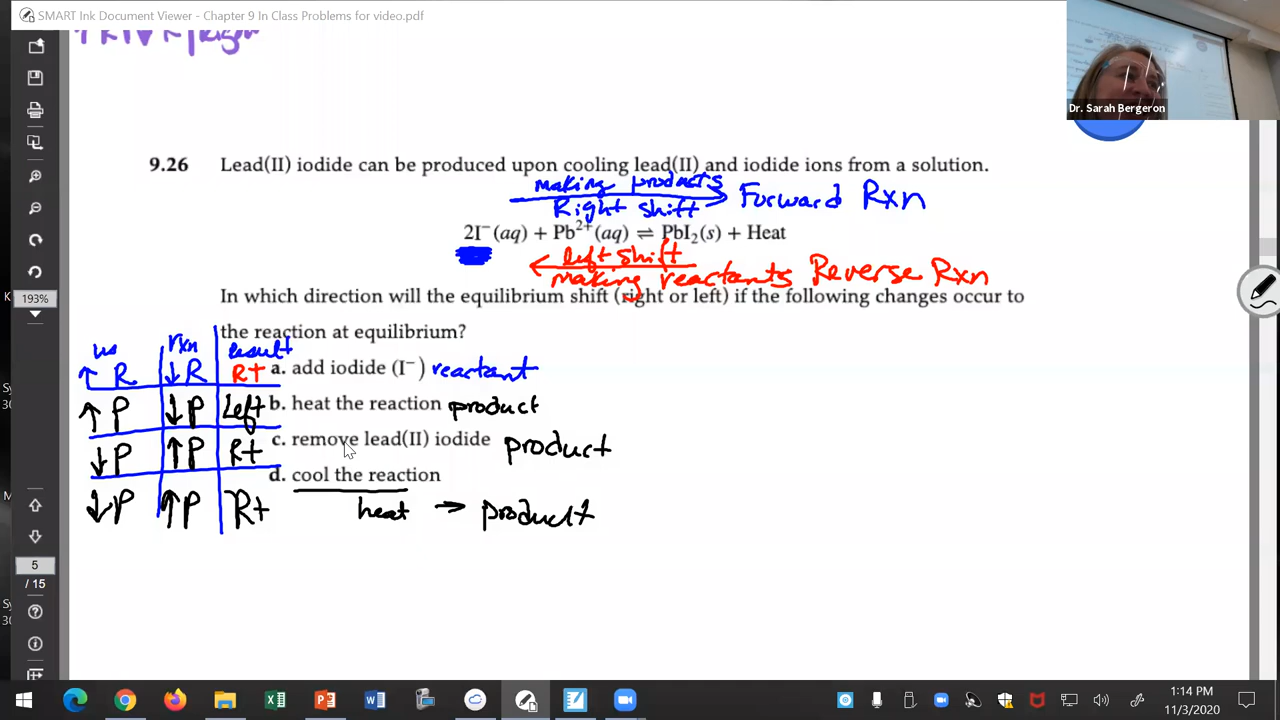 SMART Ink Document Viewer - Chapter 9 In Class Problems for video.pdf
Dr. Sarah Bergeron
9.26 Lead(II) iodide can be produced upon cooling lead(II) and iodide ions from a solution.
making products
Right shift
Forward Rxn
2I⁻(aq) + Pb²⁺(aq) ⇌ PbI₂(s) + Heat
left shift
making reactants Reverse Rxn
193%
In which direction will the equilibrium shift (right or left) if the following changes occur to
the reaction at equilibrium?
us rxn result
↑ R ↓ R Rt a. add iodide (I⁻) reactant
↑ P ↓ P Left b. heat the reaction product
↓ P ↑ P Rt c. remove lead(II) iodide product
d. cool the reaction
↓ P ↑ P Rt heat → product
5
/ 15
1:14 PM
11/3/2020